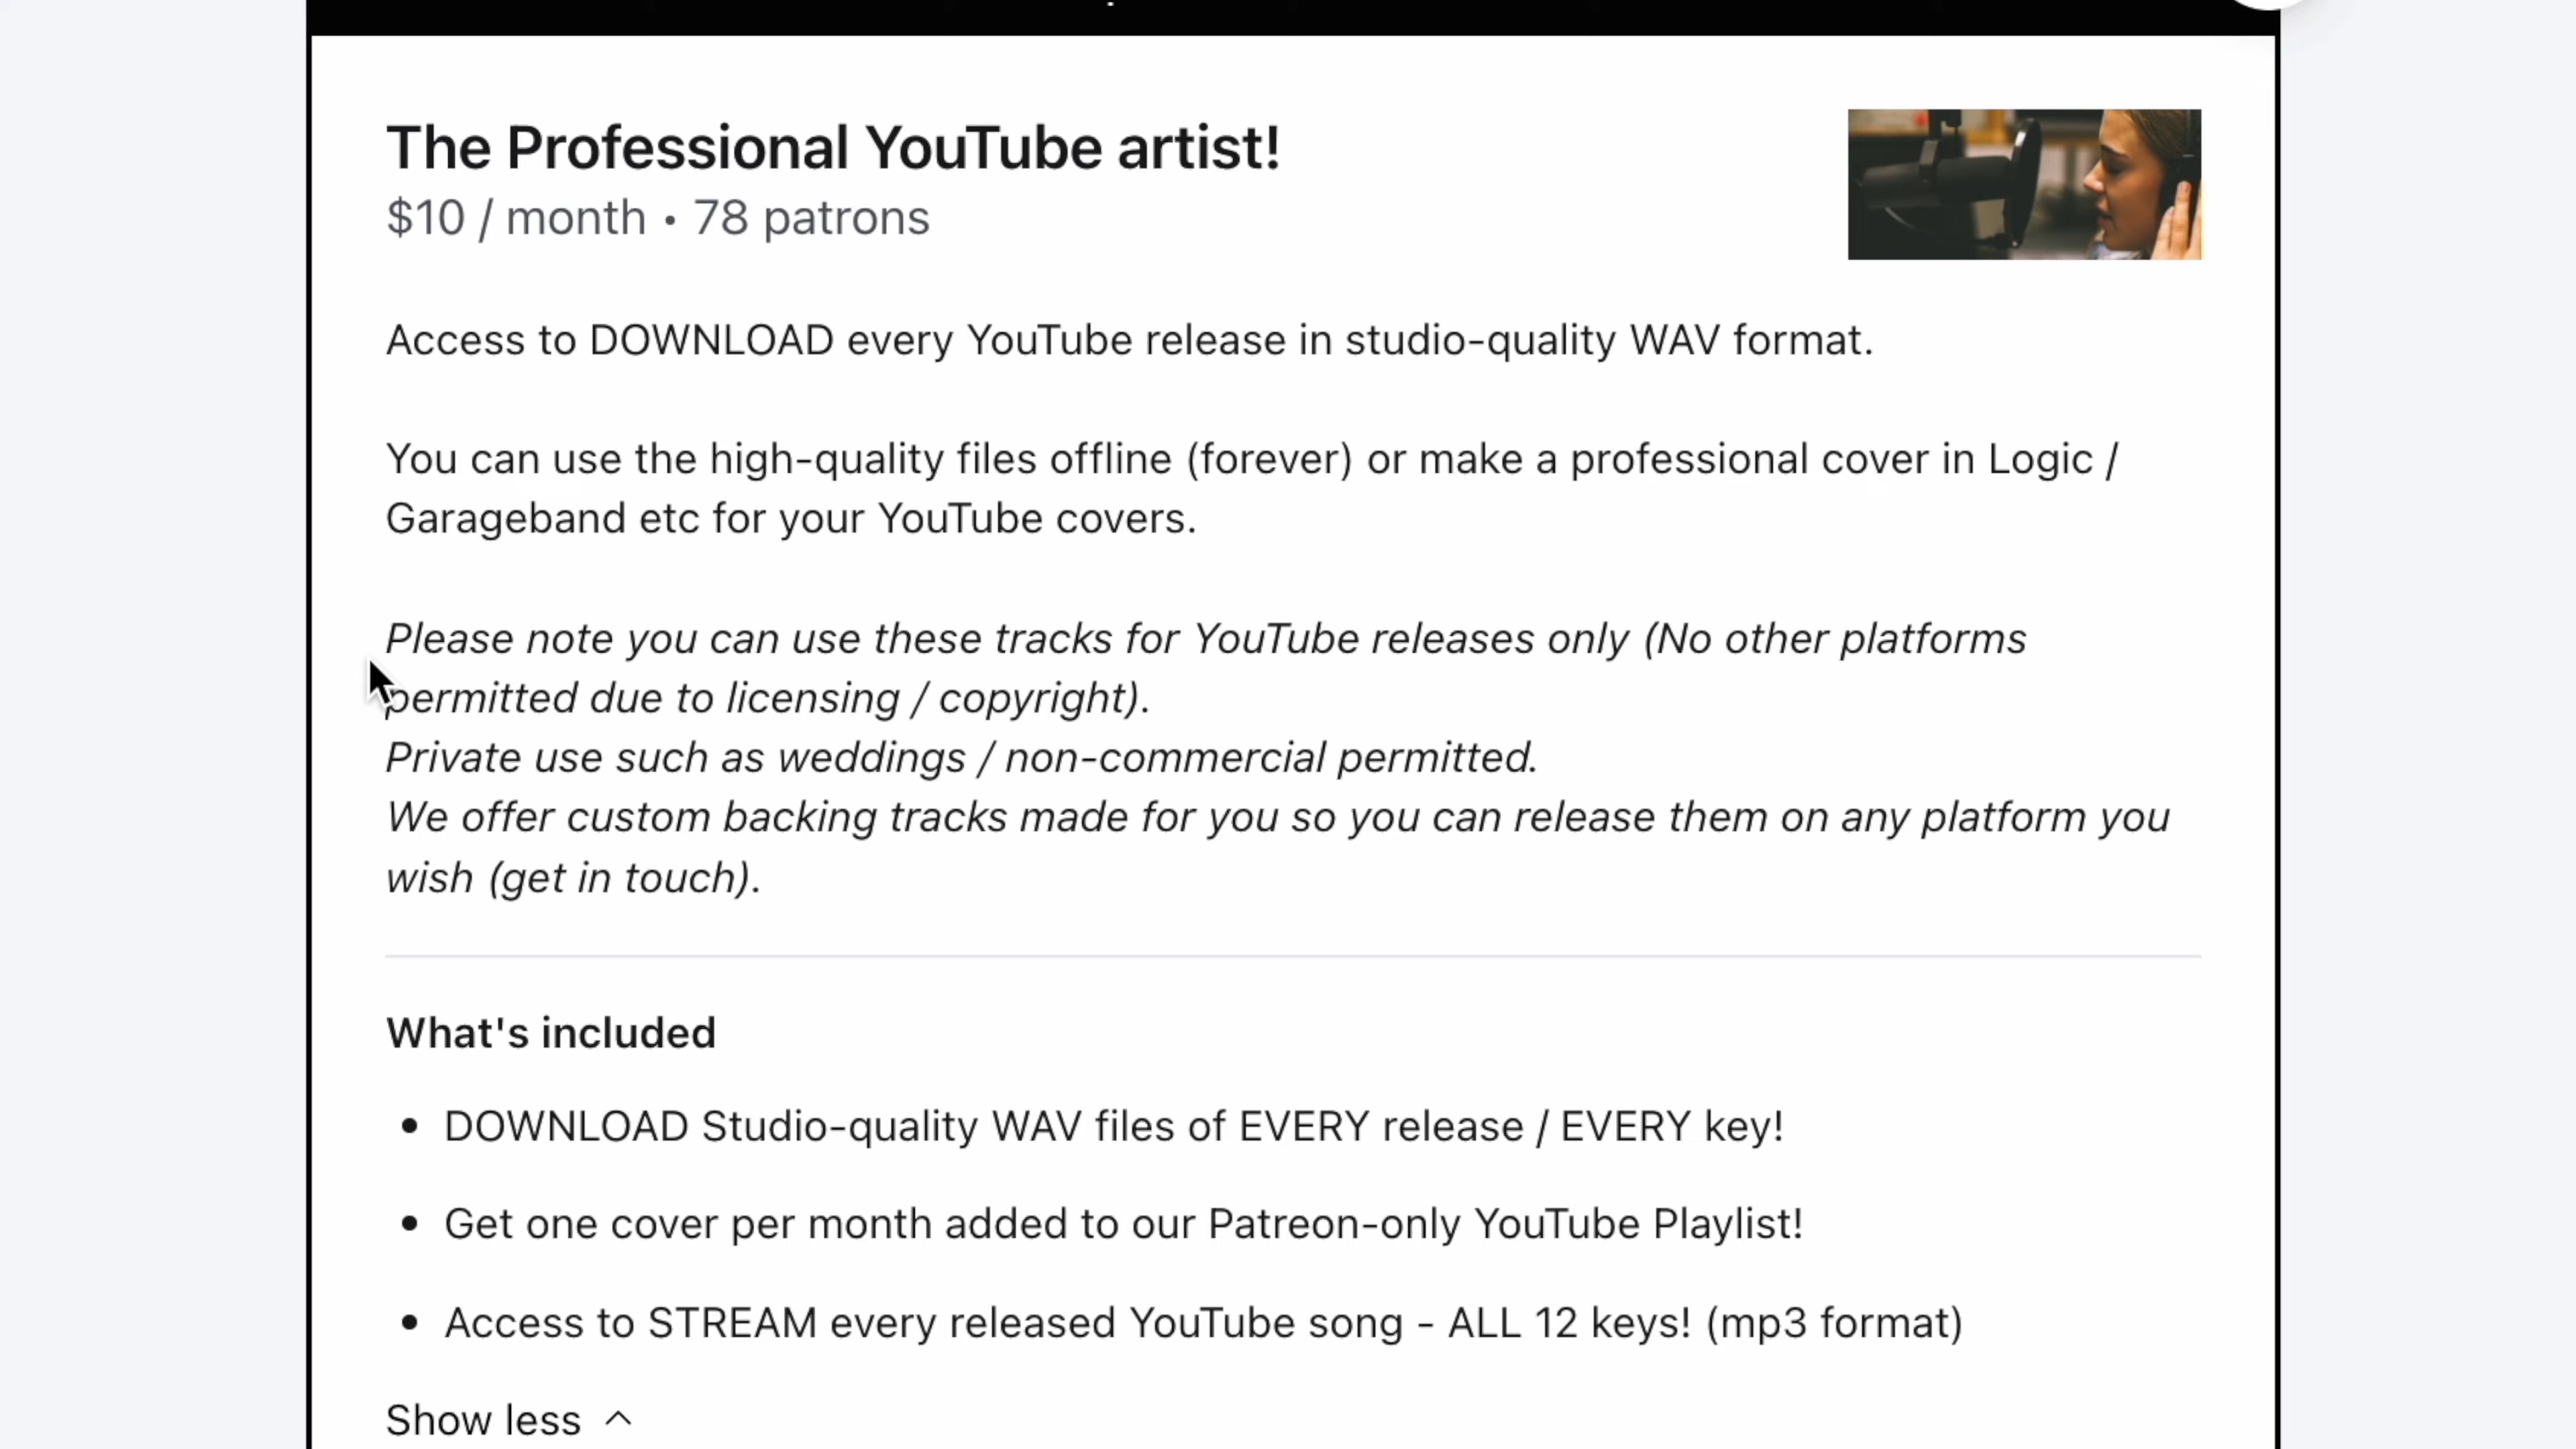 The Professional YouTube artist!
$10 / month • 78 patrons
Access to DOWNLOAD every YouTube release in studio-quality WAV format.
You can use the high-quality files offline (forever) or make a professional cover in Logic /
Garageband etc for your YouTube covers.
Please note you can use these tracks for YouTube releases only (No other platforms
permitted due to licensing / copyright).
Private use such as weddings / non-commercial permitted.
We offer custom backing tracks made for you so you can release them on any platform you
wish (get in touch).
What's included
• DOWNLOAD Studio-quality WAV files of EVERY release / EVERY key!
• Get one cover per month added to our Patreon-only YouTube Playlist!
• Access to STREAM every released YouTube song - ALL 12 keys! (mp3 format)
Show less